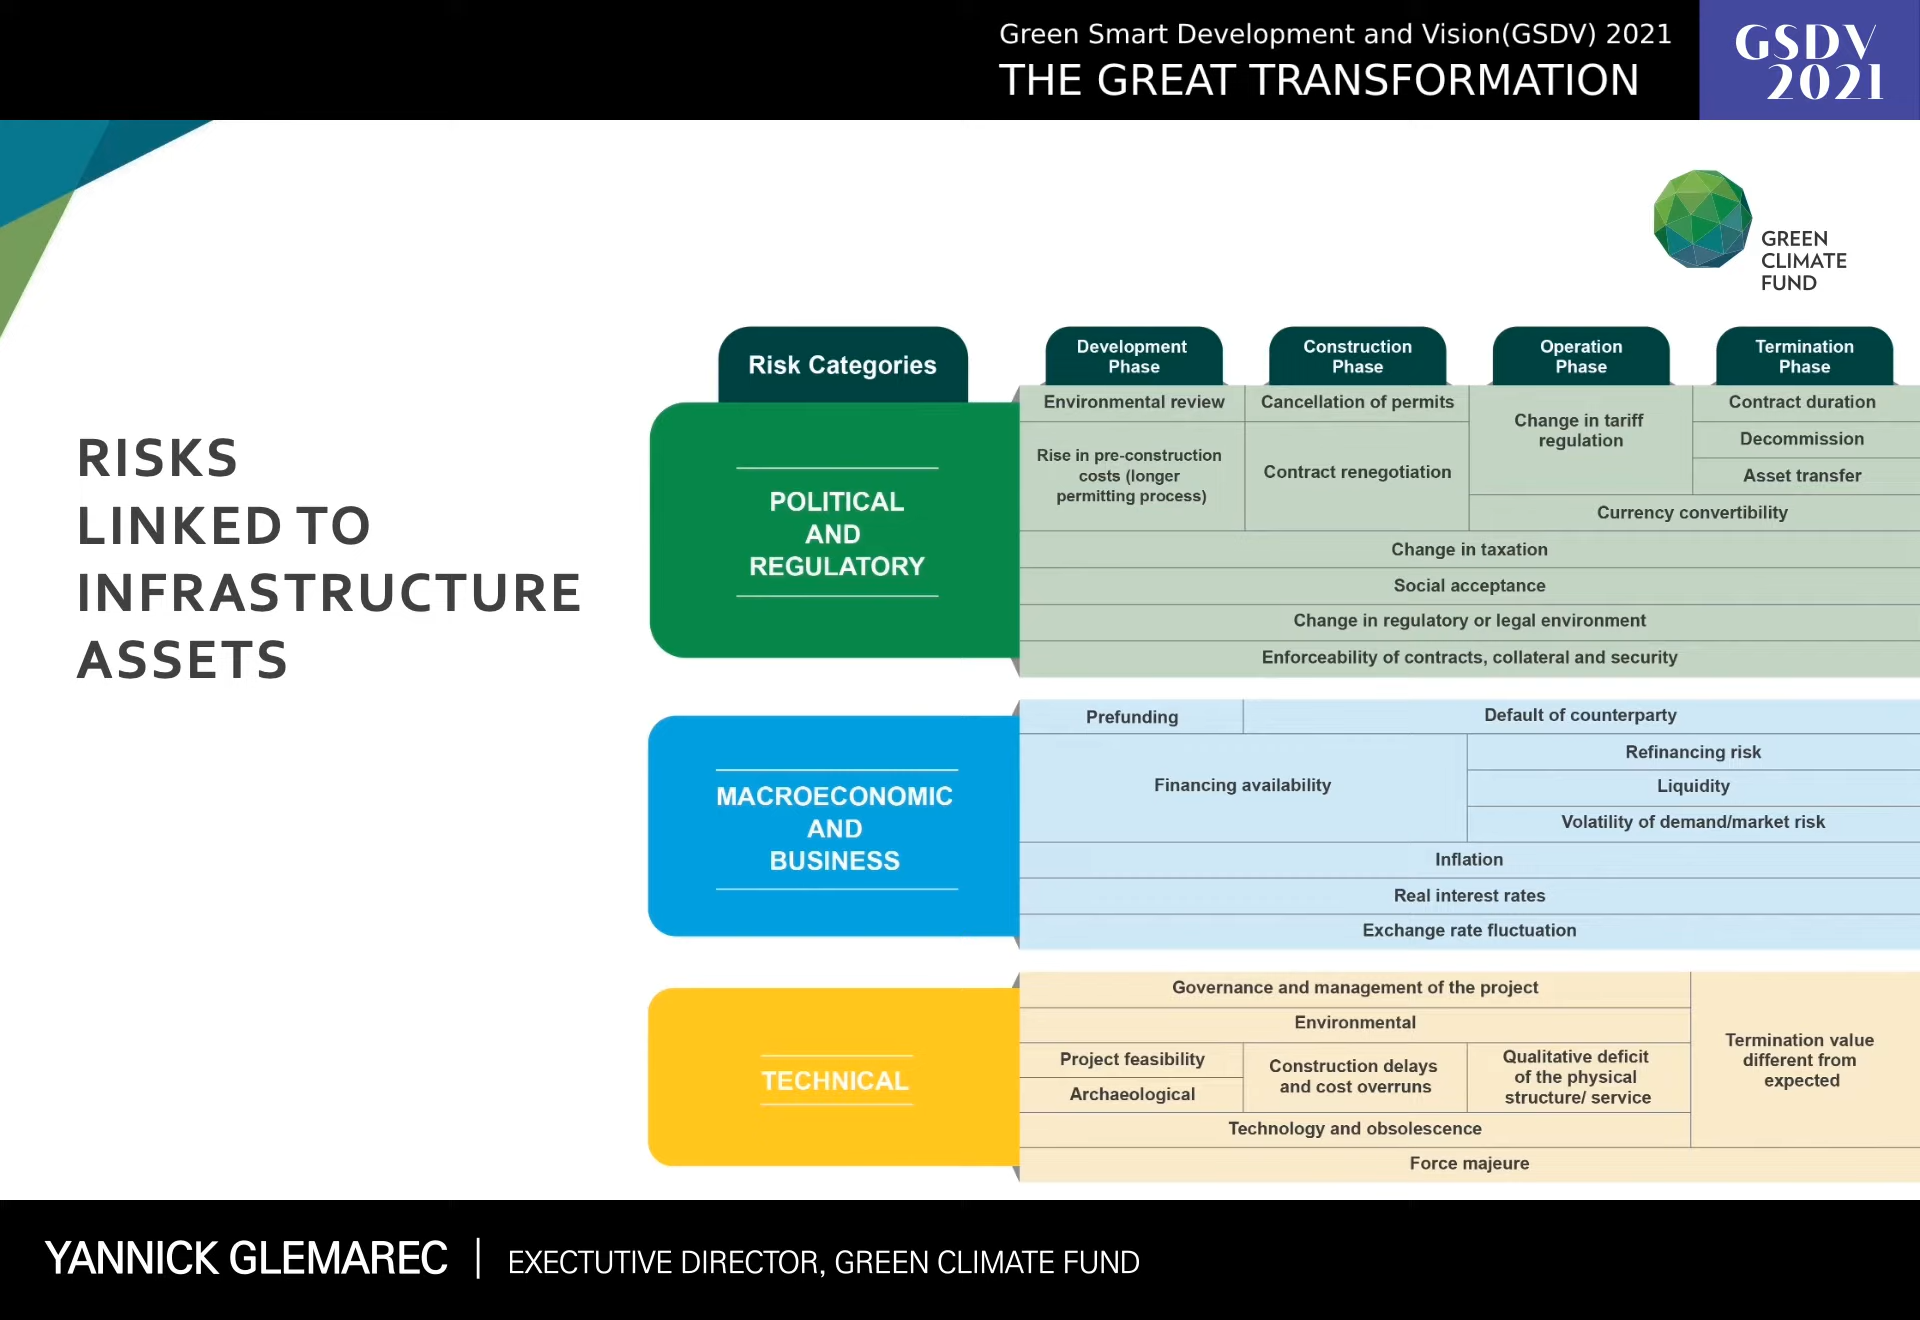 Green Smart Development and Vision(GSDV) 2021
THE GREAT TRANSFORMATION
GSDV
2021
GREEN
CLIMATE
FUND
RISKS
LINKED TO
INFRASTRUCTURE
ASSETS
Risk Categories
Development
Phase
Construction
Phase
Operation
Phase
Termination
Phase
POLITICAL
AND
REGULATORY
Environmental review
Cancellation of permits
Change in tariff
regulation
Contract duration
Decommission
Asset transfer
Rise in pre-construction
costs (longer
permitting process)
Contract renegotiation
Currency convertibility
Change in taxation
Social acceptance
Change in regulatory or legal environment
Enforceability of contracts, collateral and security
MACROECONOMIC
AND
BUSINESS
Prefunding
Default of counterparty
Financing availability
Refinancing risk
Liquidity
Volatility of demand/market risk
Inflation
Real interest rates
Exchange rate fluctuation
TECHNICAL
Governance and management of the project
Environmental
Project feasibility
Archaeological
Construction delays
and cost overruns
Qualitative deficit
of the physical
structure/ service
Termination value
different from
expected
Technology and obsolescence
Force majeure
YANNICK GLEMAREC | EXECTUTIVE DIRECTOR, GREEN CLIMATE FUND